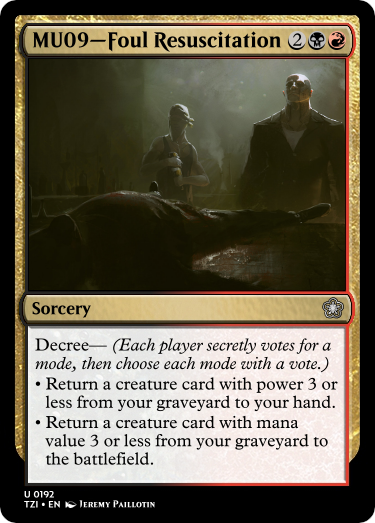 MU09—Foul Resuscitation 2
Sorcery
Decree— (Each player secretly votes for a
mode, then choose each mode with a vote.)
• Return a creature card with power 3 or
less from your graveyard to your hand.
• Return a creature card with mana
value 3 or less from your graveyard to
the battlefield.
U 0192
TZI • EN Jeremy Paillotin